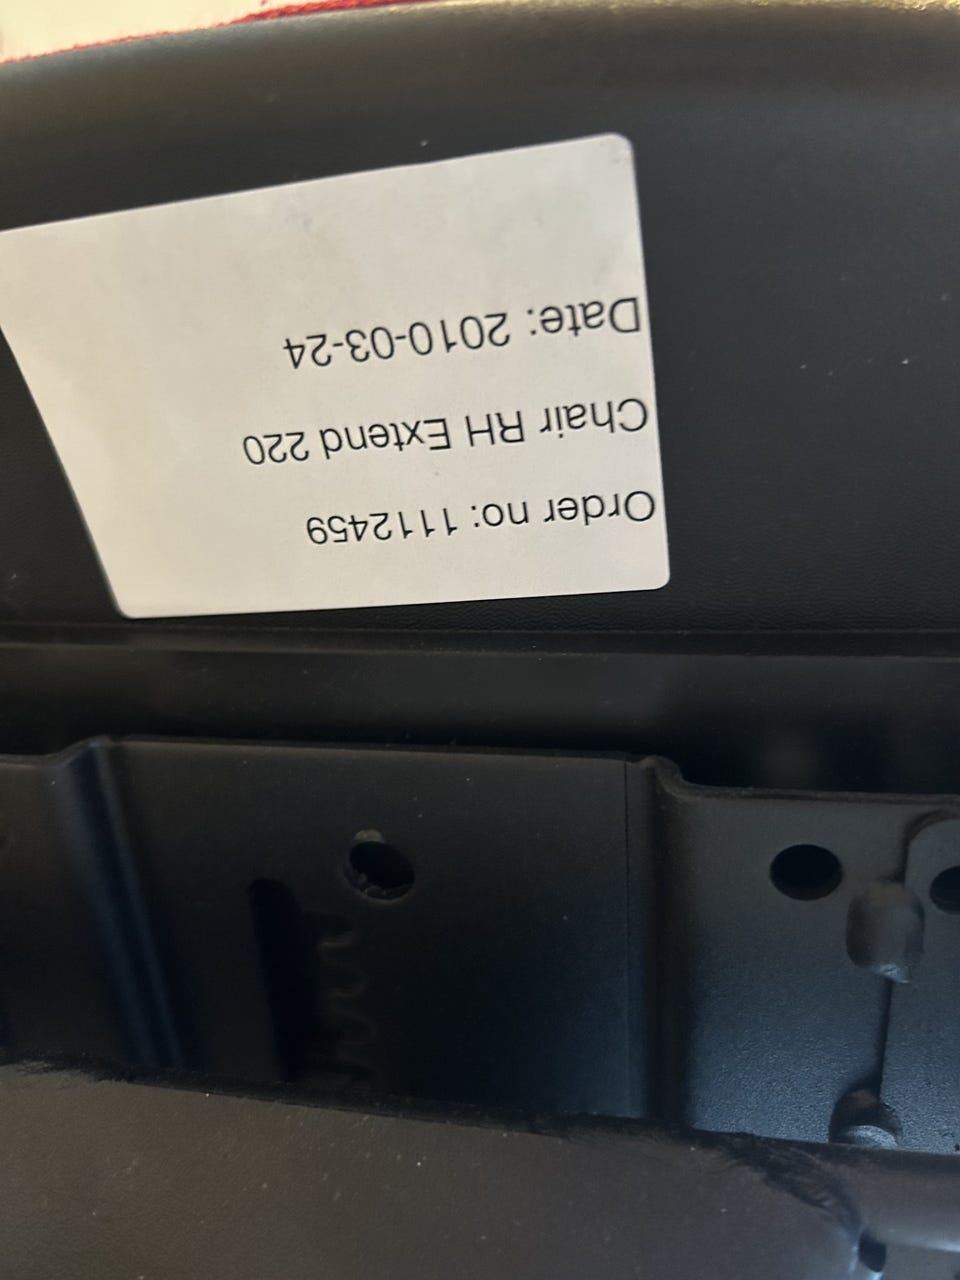 Order no: 1112459
Chair RH Extend 220
Date: 2010-03-24